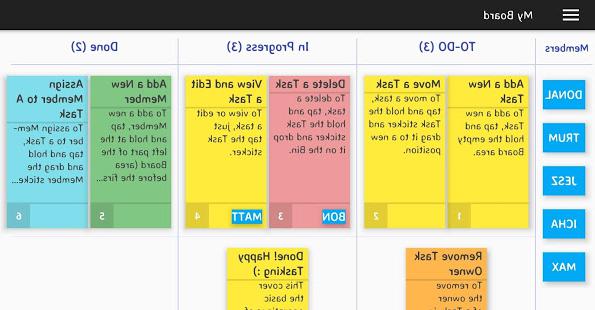 My Board
Members
TO-DO (3)
In Progress (3)
Done (2)
DONAL
TRUM
JESZ
ICHA
MAX
Add a New
Task
To add a new
Task, tap and
hold the empty
Board area.
1
Move a Task
To move a task,
tap and hold the
Task sticker and
drag it to a new
position.
2
Delete a Task
To delete a
task, tap and
hold the Task
sticker and drop
it on the Bin.
BON
3
View and Edit
a Task
To view or edit
a task, just
tap the Task
sticker.
MATT
4
Add a New
Member
To add a new
Member, tap
and hold at the
left part of the
Board (area
before the firs...
5
Assign
Member to A
Task
To assign Mem-
ber to a Task,
tap and hold
and drag the
Member sticke...
6
Remove Task
Owner
To remove
the owner
Done! Happy
Tasking :)
This cover
the basic